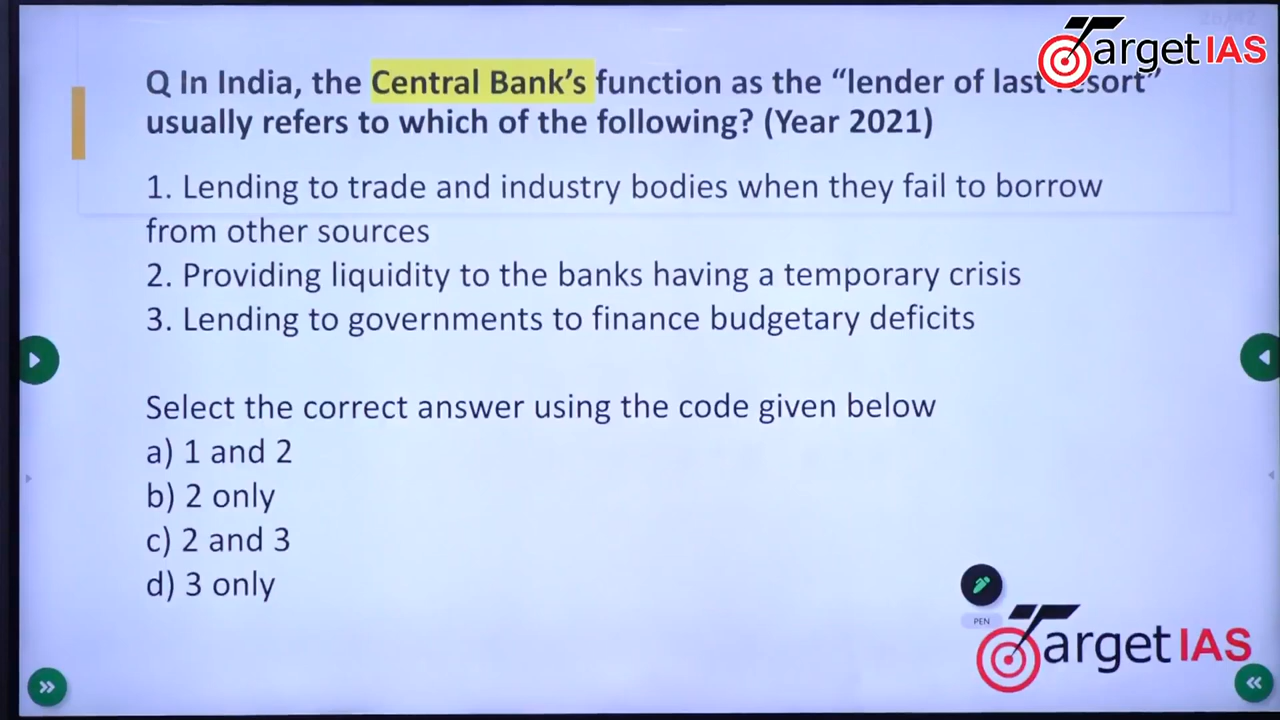 Target IAS
Q In India, the Central Bank's function as the “lender of last resort”
usually refers to which of the following? (Year 2021)
1. Lending to trade and industry bodies when they fail to borrow
from other sources
2. Providing liquidity to the banks having a temporary crisis
3. Lending to governments to finance budgetary deficits
Select the correct answer using the code given below
a) 1 and 2
b) 2 only
c) 2 and 3
d) 3 only
PEN
Target IAS